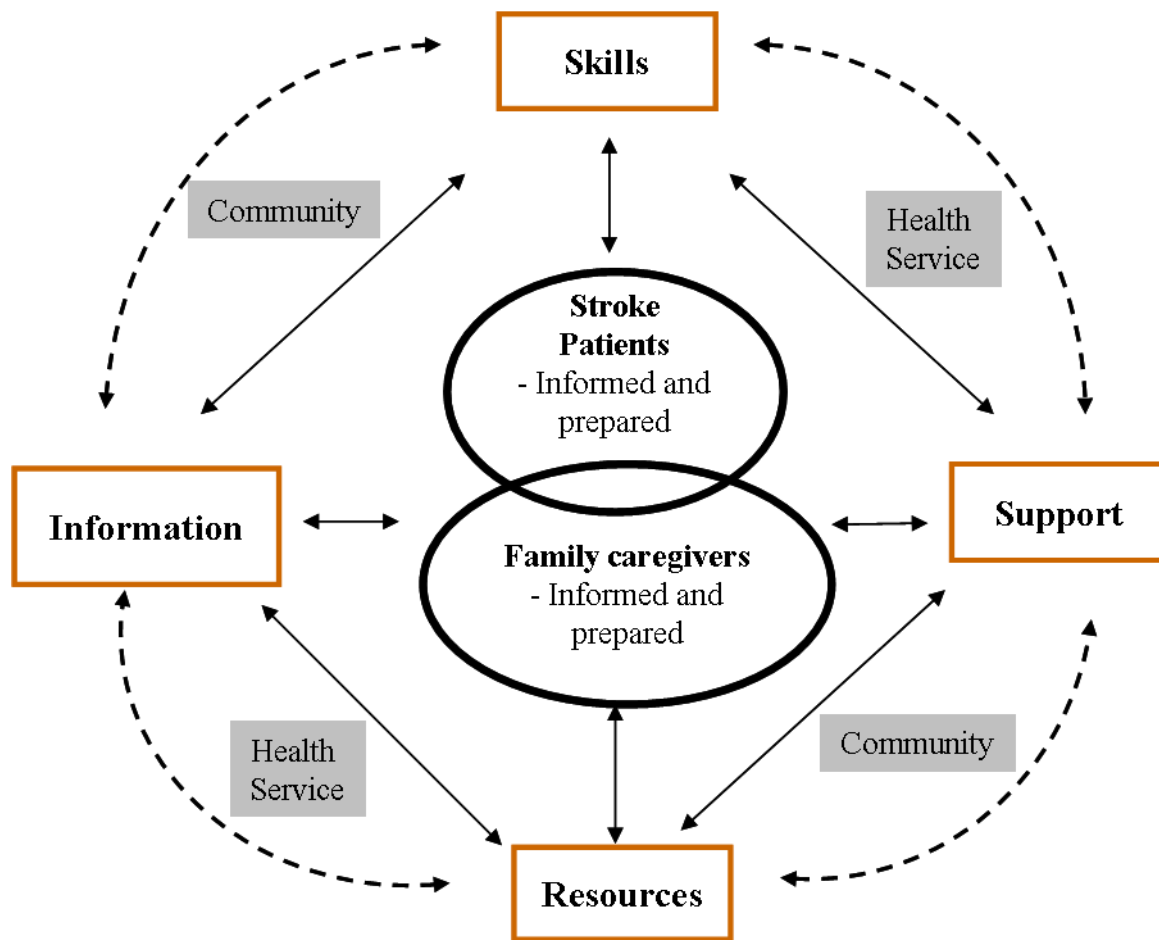 Skills
Community
Health
Service
Stroke
Patients
- Informed and
prepared
Information
Support
Family caregivers
- Informed and
prepared
Health
Service
Community
Resources